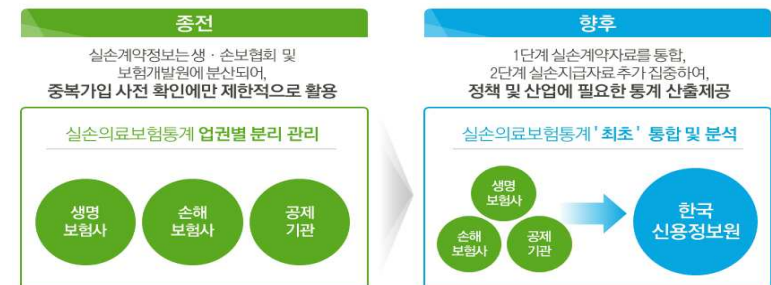 종전
실손계약정보는 생 · 손보협회 및
보험개발원에 분산되어,
중복가입 사전 확인에만 제한적으로 활용
실손의료보험통계 업권별 분리 관리
생명
보험사
손해
보험사
공제
기관
향후
1단계 실손계약자료를 통합,
2단계 실손지급자료 추가 집중하여,
정책 및 산업에 필요한 통계 산출제공
실손의료보험통계 '최초' 통합 및 분석
생명
보험사
손해
보험사
공제
기관
한국
신용정보원